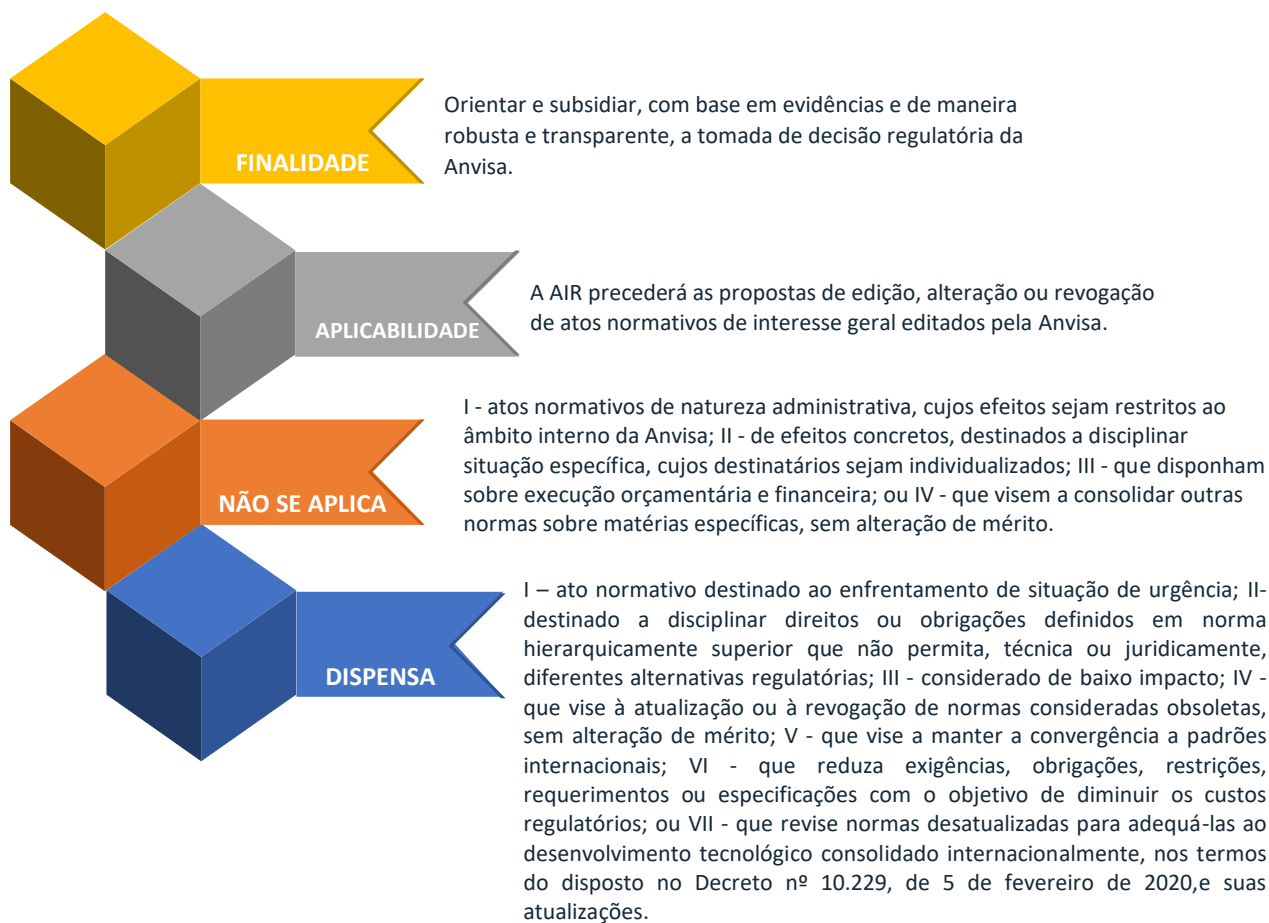 FINALIDADE
Orientar e subsidiar, com base em evidências e de maneira
robusta e transparente, a tomada de decisão regulatória da
Anvisa.
APLICABILIDADE
A AIR precederá as propostas de edição, alteração ou revogação
de atos normativos de interesse geral editados pela Anvisa.
NÃO SE APLICA
I - atos normativos de natureza administrativa, cujos efeitos sejam restritos ao
âmbito interno da Anvisa; II - de efeitos concretos, destinados a disciplinar
situação específica, cujos destinatários sejam individualizados; III - que disponham
sobre execução orçamentária e financeira; ou IV - que visem a consolidar outras
normas sobre matérias específicas, sem alteração de mérito.
DISPENSA
I – ato normativo destinado ao enfrentamento de situação de urgência; II-
destinado a disciplinar direitos ou obrigações definidos em norma
hierarquicamente superior que não permita, técnica ou juridicamente,
diferentes alternativas regulatórias; III - considerado de baixo impacto; IV -
que vise à atualização ou à revogação de normas consideradas obsoletas,
sem alteração de mérito; V - que vise a manter a convergência a padrões
internacionais; VI - que reduza exigências, obrigações, restrições,
requerimentos ou especificações com o objetivo de diminuir os custos
regulatórios; ou VII - que revise normas desatualizadas para adequá-las ao
desenvolvimento tecnológico consolidado internacionalmente, nos termos
do disposto no Decreto nº 10.229, de 5 de fevereiro de 2020,e suas
atualizações.